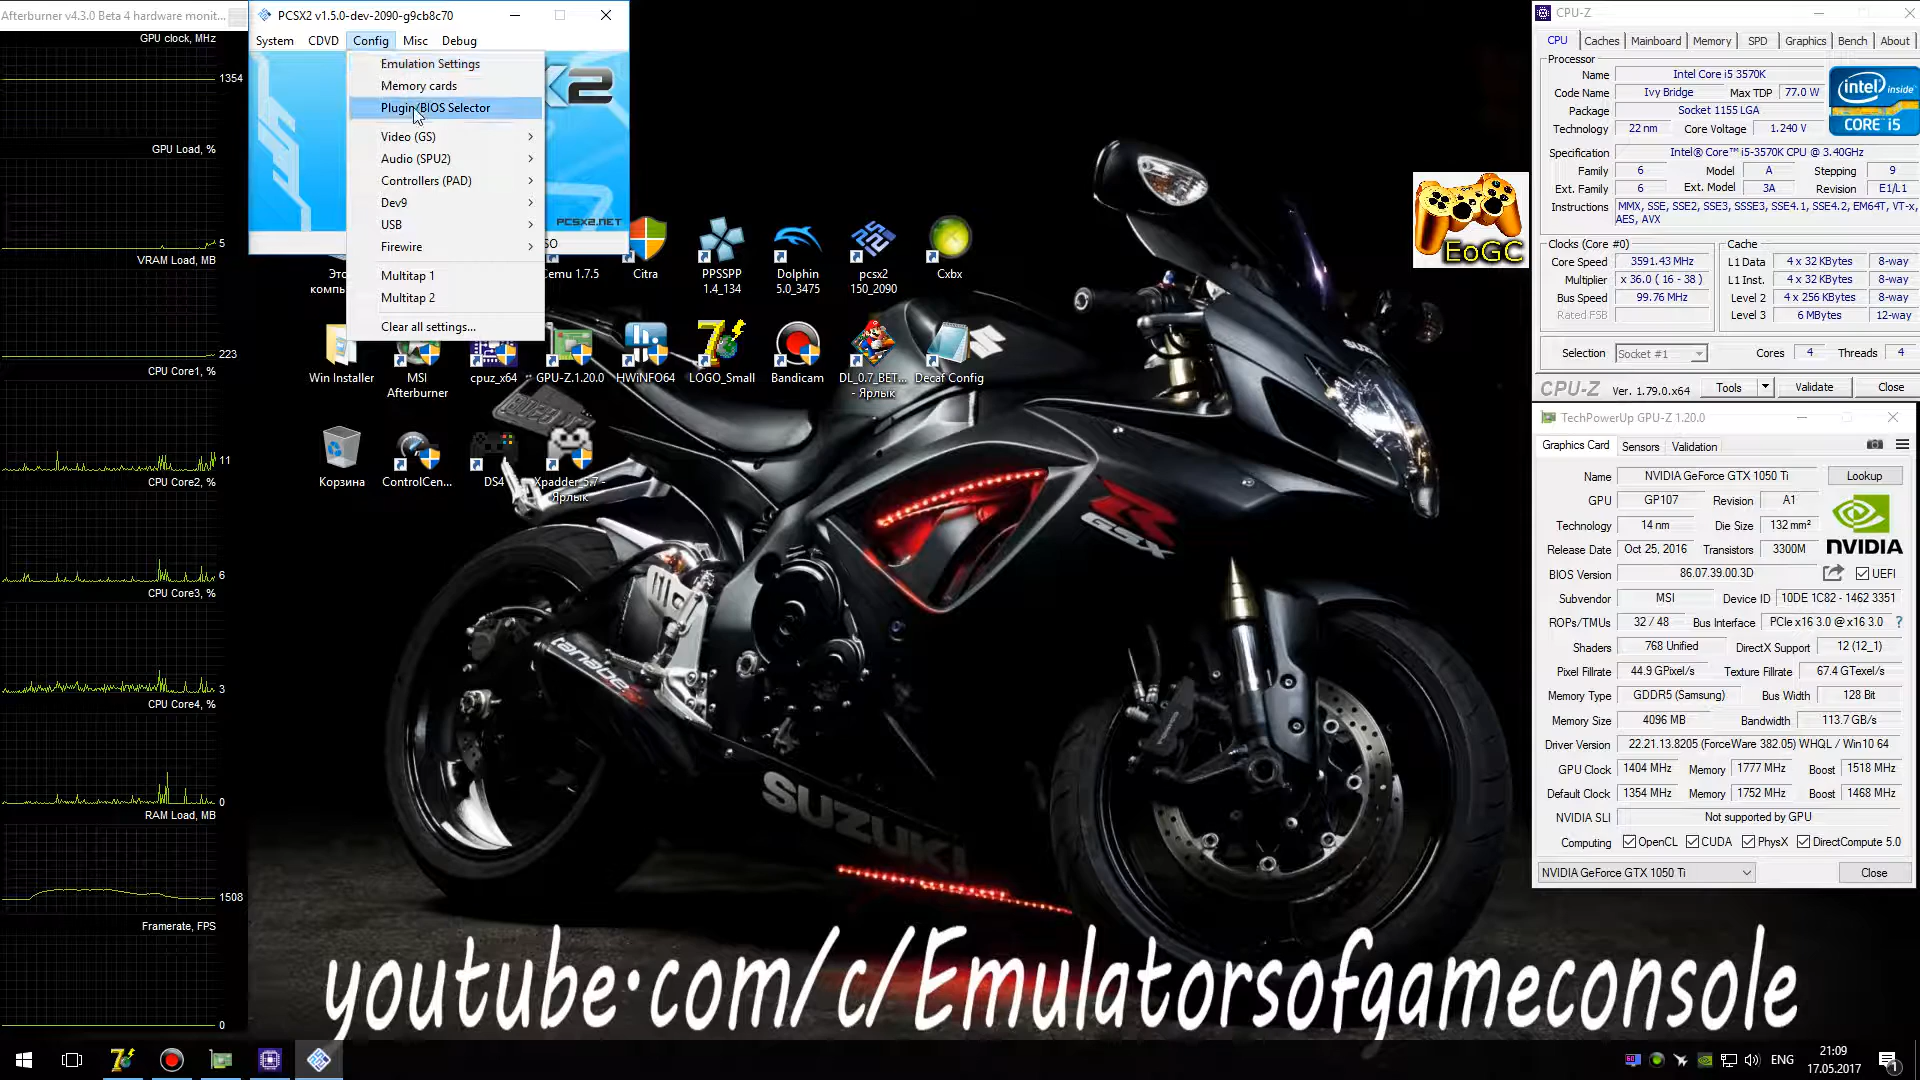 Afterburner v4.3.0 Beta 4 hardware monit...
GPU clock, MHz
1354
GPU Load, %
5
VRAM Load, MB
223
CPU Core1, %
11
CPU Core2, %
6
CPU Core3, %
3
CPU Core4, %
0
RAM Load, MB
1508
Framerate, FPS
0
PCSX2 v1.5.0-dev-2090-g9cb8c70
System CDVD Config Misc Debug
Emulation Settings
Memory cards
Plugin/BIOS Selector
Video (GS)
Audio (SPU2)
Controllers (PAD)
Dev9
USB
Firewire
Multitap 1
Multitap 2
Clear all settings...
X2
PCSX2.NET
SO
Это
комп
Cemu 1.7.5
Citra
PPSSPP
1.4_134
Dolphin
5.0_3475
pcsx2
150_2090
Cxbx
Win Installer
MSI
Afterburner
cpuz_x64
GPU-Z.1.20.0
HWiNFO64
LOGO_Small
Bandicam
DL_0.7_BET...
- Ярлык
Decaf Config
Корзина
ControlCen...
DS4
Xpadder 5.7 -
Ярлык
EoGC
SUZUKI
R
GSX
youtube.com/c/Emulatorsofgameconsole
CPU-Z
CPU Caches Mainboard Memory SPD Graphics Bench About
Processor
Name Intel Core i5 3570K
Code Name Ivy Bridge Max TDP 77.0 W
Package Socket 1155 LGA
Technology 22 nm Core Voltage 1.240 V
intel inside
CORE i5
Specification Intel® Core™ i5-3570K CPU @ 3.40GHz
Family 6 Model A Stepping 9
Ext. Family 6 Ext. Model 3A Revision E1/L1
Instructions MMX, SSE, SSE2, SSE3, SSSE3, SSE4.1, SSE4.2, EM64T, VT-x,
AES, AVX
Clocks (Core #0)
Core Speed 3591.43 MHz
Multiplier x 36.0 ( 16 - 38 )
Bus Speed 99.76 MHz
Rated FSB
Cache
L1 Data 4 x 32 KBytes 8-way
L1 Inst. 4 x 32 KBytes 8-way
Level 2 4 x 256 KBytes 8-way
Level 3 6 MBytes 12-way
Selection Socket #1 Cores 4 Threads 4
CPU-Z Ver. 1.79.0.x64 Tools Validate Close
TechPowerUp GPU-Z 1.20.0
Graphics Card Sensors Validation
Name NVIDIA GeForce GTX 1050 Ti Lookup
GPU GP107 Revision A1
Technology 14 nm Die Size 132 mm²
Release Date Oct 25, 2016 Transistors 3300M
NVIDIA
BIOS Version 86.07.39.00.3D UEFI
Subvendor MSI Device ID 10DE 1C82 - 1462 3351
ROPs/TMUs 32 / 48 Bus Interface PCIe x16 3.0 @ x16 3.0 ?
Shaders 768 Unified DirectX Support 12 (12_1)
Pixel Fillrate 44.9 GPixel/s Texture Fillrate 67.4 GTexel/s
Memory Type GDDR5 (Samsung) Bus Width 128 Bit
Memory Size 4096 MB Bandwidth 113.7 GB/s
Driver Version 22.21.13.8205 (ForceWare 382.05) WHQL / Win10 64
GPU Clock 1404 MHz Memory 1777 MHz Boost 1518 MHz
Default Clock 1354 MHz Memory 1752 MHz Boost 1468 MHz
NVIDIA SLI Not supported by GPU
Computing OpenCL CUDA PhysX DirectCompute 5.0
NVIDIA GeForce GTX 1050 Ti Close
ENG
21:09
17.05.2017
1